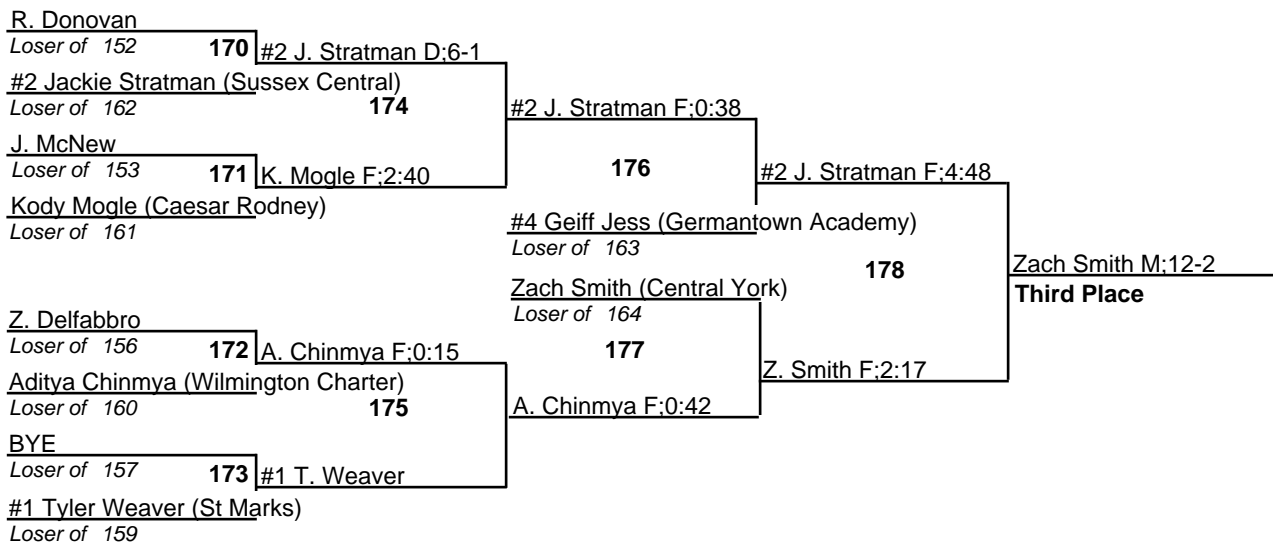 R. Donovan
Loser of 152
170
#2 J. Stratman D;6-1
#2 Jackie Stratman (Sussex Central)
Loser of 162
174
#2 J. Stratman F;0:38
J. McNew
Loser of 153
171
K. Mogle F;2:40
176
#2 J. Stratman F;4:48
Kody Mogle (Caesar Rodney)
Loser of 161
#4 Geiff Jess (Germantown Academy)
Loser of 163
178
Zach Smith M;12-2
Third Place
Zach Smith (Central York)
Loser of 164
Z. Delfabbro
Loser of 156
172
A. Chinmya F;0:15
177
Z. Smith F;2:17
Aditya Chinmya (Wilmington Charter)
Loser of 160
175
A. Chinmya F;0:42
BYE
Loser of 157
173
#1 T. Weaver
#1 Tyler Weaver (St Marks)
Loser of 159